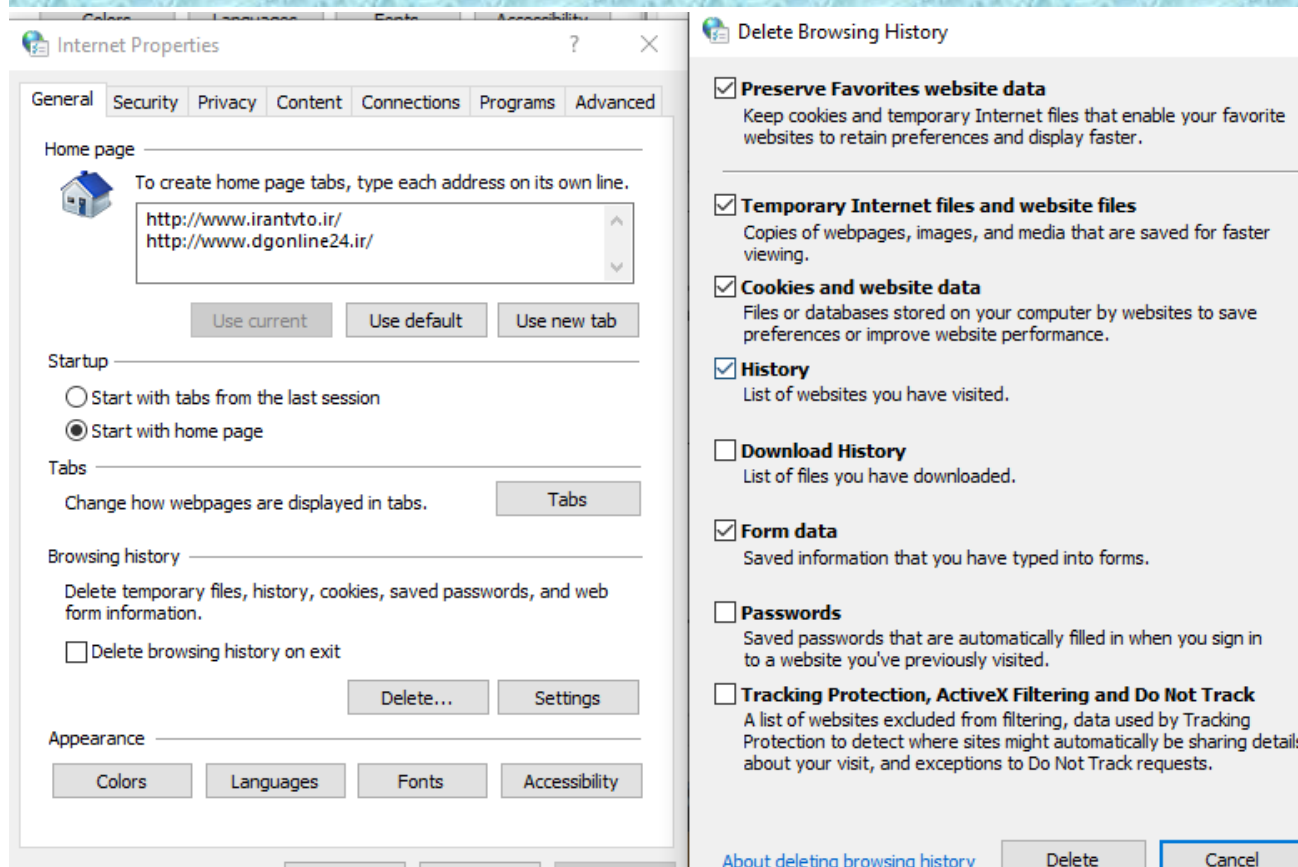 Colors Languages Fonts Accessibility
Internet Properties
General Security Privacy Content Connections Programs Advanced
Home page
To create home page tabs, type each address on its own line.
http://www.irantvto.ir/
http://www.dgonline24.ir/
Use current Use default Use new tab
Startup
Start with tabs from the last session
Start with home page
Tabs
Change how webpages are displayed in tabs.
Tabs
Browsing history
Delete temporary files, history, cookies, saved passwords, and web
form information.
Delete browsing history on exit
Delete... Settings
Appearance
Colors Languages Fonts Accessibility
Delete Browsing History
Preserve Favorites website data
Keep cookies and temporary Internet files that enable your favorite
websites to retain preferences and display faster.
Temporary Internet files and website files
Copies of webpages, images, and media that are saved for faster
viewing.
Cookies and website data
Files or databases stored on your computer by websites to save
preferences or improve website performance.
History
List of websites you have visited.
Download History
List of files you have downloaded.
Form data
Saved information that you have typed into forms.
Passwords
Saved passwords that are automatically filled in when you sign in
to a website you've previously visited.
Tracking Protection, ActiveX Filtering and Do Not Track
A list of websites excluded from filtering, data used by Tracking
Protection to detect where sites might automatically be sharing details
about your visit, and exceptions to Do Not Track requests.
About deleting browsing history Delete Cancel